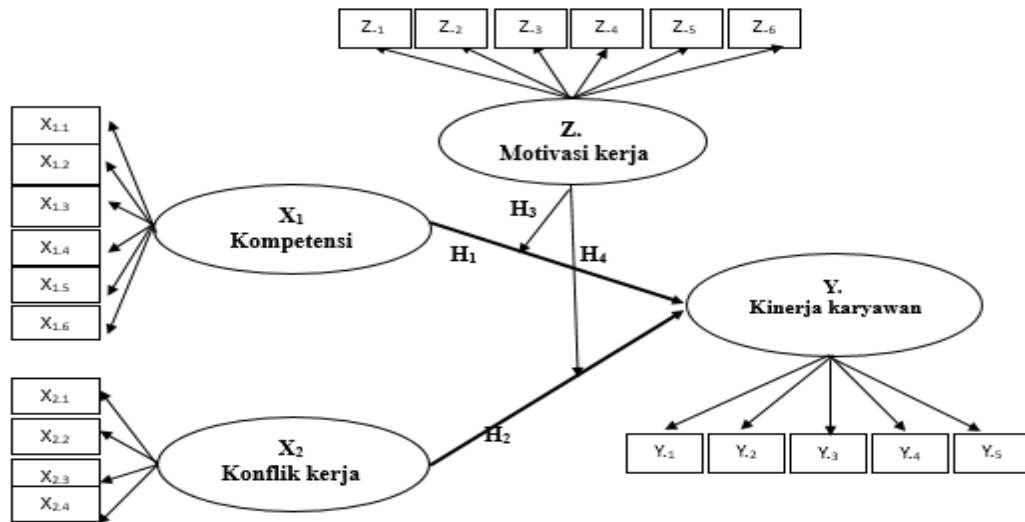 Z.1 Z.2 Z.3 Z.4 Z.5 Z.6
Z.
Motivasi kerja
X1.1
X1.2
X1.3
X1.4
X1.5
X1.6
X1
Kompetensi
H3
H1
H4
Y.
Kinerja karyawan
X2.1
X2.2
X2.3
X2.4
X2
Konflik kerja
H2
Y.1 Y.2 Y.3 Y.4 Y.5